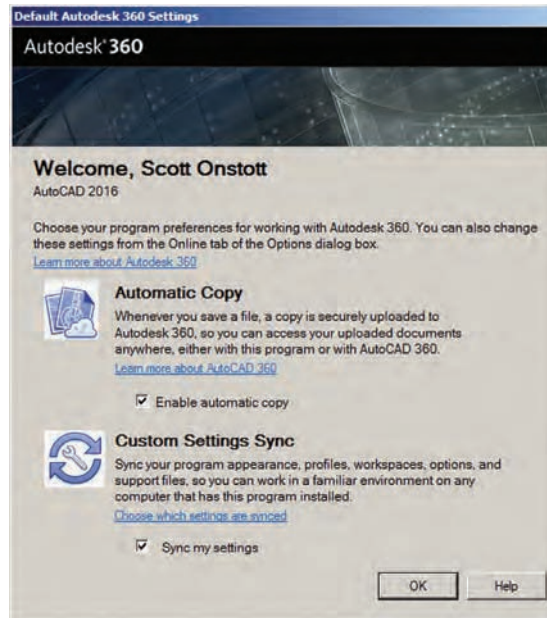 Default Autodesk 360 Settings
Autodesk® 360
Welcome, Scott Onstott
AutoCAD 2016
Choose your program preferences for working with Autodesk 360. You can also change
these settings from the Online tab of the Options dialog box.
Learn more about Autodesk 360
Automatic Copy
Whenever you save a file, a copy is securely uploaded to
Autodesk 360, so you can access your uploaded documents
anywhere, either with this program or with AutoCAD 360.
Learn more about AutoCAD 360
Enable automatic copy
Custom Settings Sync
Sync your program appearance, profiles, workspaces, options, and
support files, so you can work in a familiar environment on any
computer that has this program installed.
Choose which settings are synced
Sync my settings
OK Help